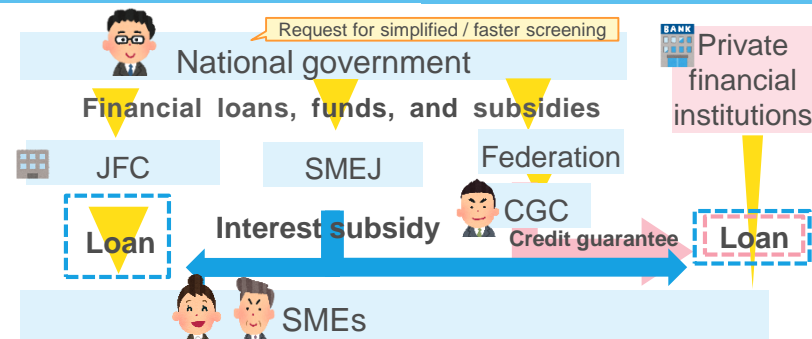 Request for simplified / faster screening
National government
BANK
Private
financial
institutions
Financial loans, funds, and subsidies
JFC
SMEJ
Federation
CGC
Loan
Interest subsidy
Credit guarantee
Loan
SMEs